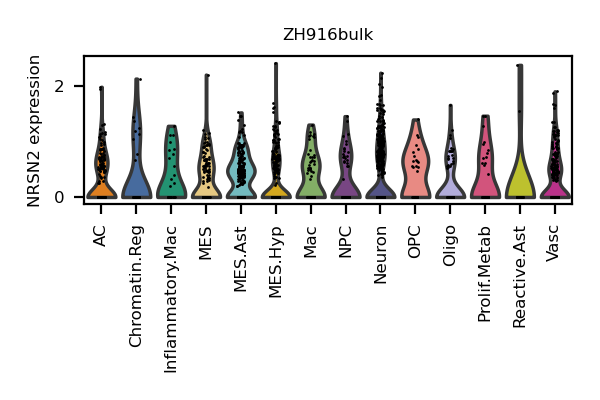 ZH916bulk
NRSN2 expression
2
0
AC
Chromatin.Reg
Inflammatory.Mac
MES
MES.Ast
MES.Hyp
Mac
NPC
Neuron
OPC
Oligo
Prolif.Metab
Reactive.Ast
Vasc